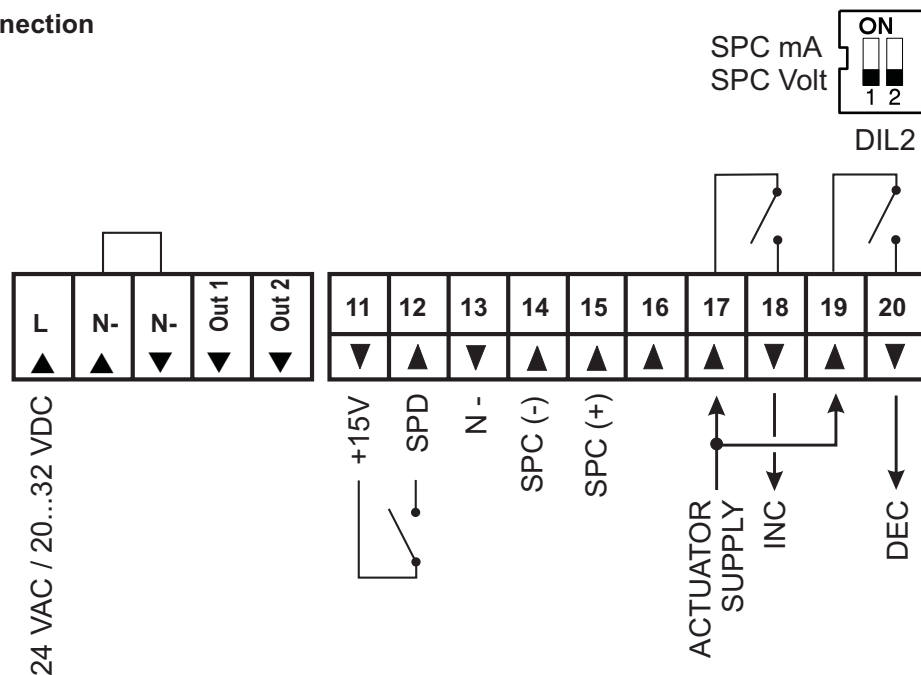 nection
SPC mA
SPC Volt
ON
1 2
DIL2
L
N-
N-
Out 1
Out 2
11
12
13
14
15
16
17
18
19
20
24 VAC / 20...32 VDC
+15V
SPD
N -
SPC (-)
SPC (+)
ACTUATOR
SUPPLY
INC
DEC